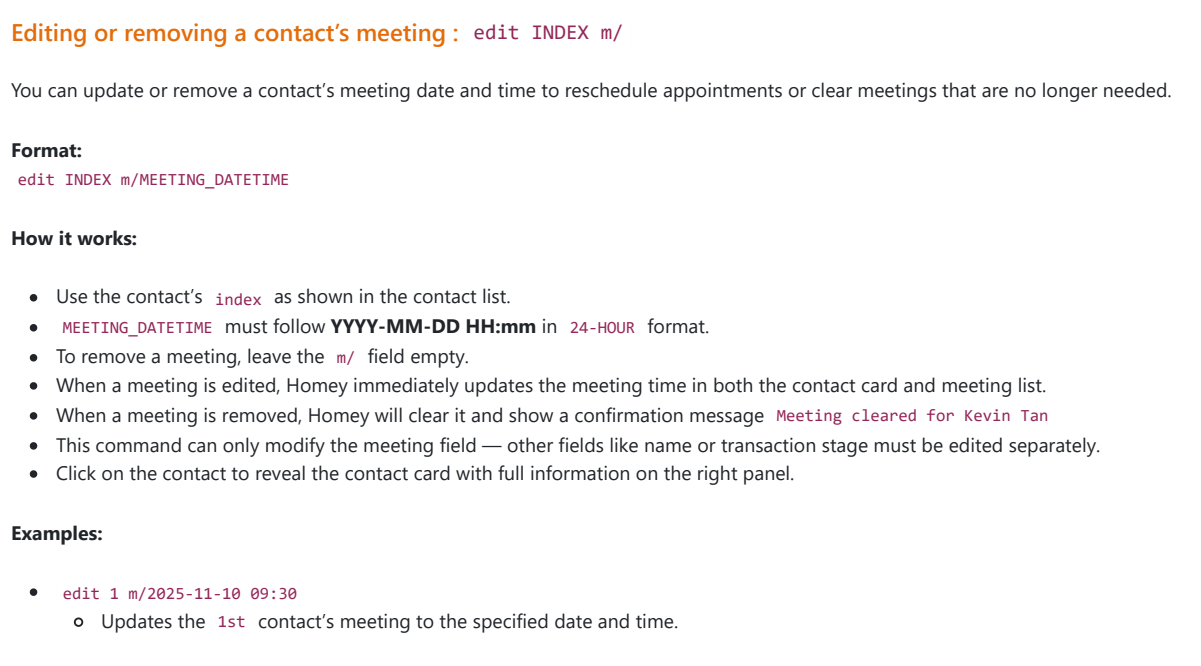 Editing or removing a contact’s meeting : edit INDEX m/
You can update or remove a contact’s meeting date and time to reschedule appointments or clear meetings that are no longer needed.
Format:
edit INDEX m/MEETING_DATETIME
How it works:
• Use the contact’s index as shown in the contact list.
• MEETING_DATETIME must follow YYYY-MM-DD HH:mm in 24-HOUR format.
• To remove a meeting, leave the m/ field empty.
• When a meeting is edited, Homey immediately updates the meeting time in both the contact card and meeting list.
• When a meeting is removed, Homey will clear it and show a confirmation message Meeting cleared for Kevin Tan
• This command can only modify the meeting field — other fields like name or transaction stage must be edited separately.
• Click on the contact to reveal the contact card with full information on the right panel.
Examples:
• edit 1 m/2025-11-10 09:30
◦ Updates the 1st contact’s meeting to the specified date and time.